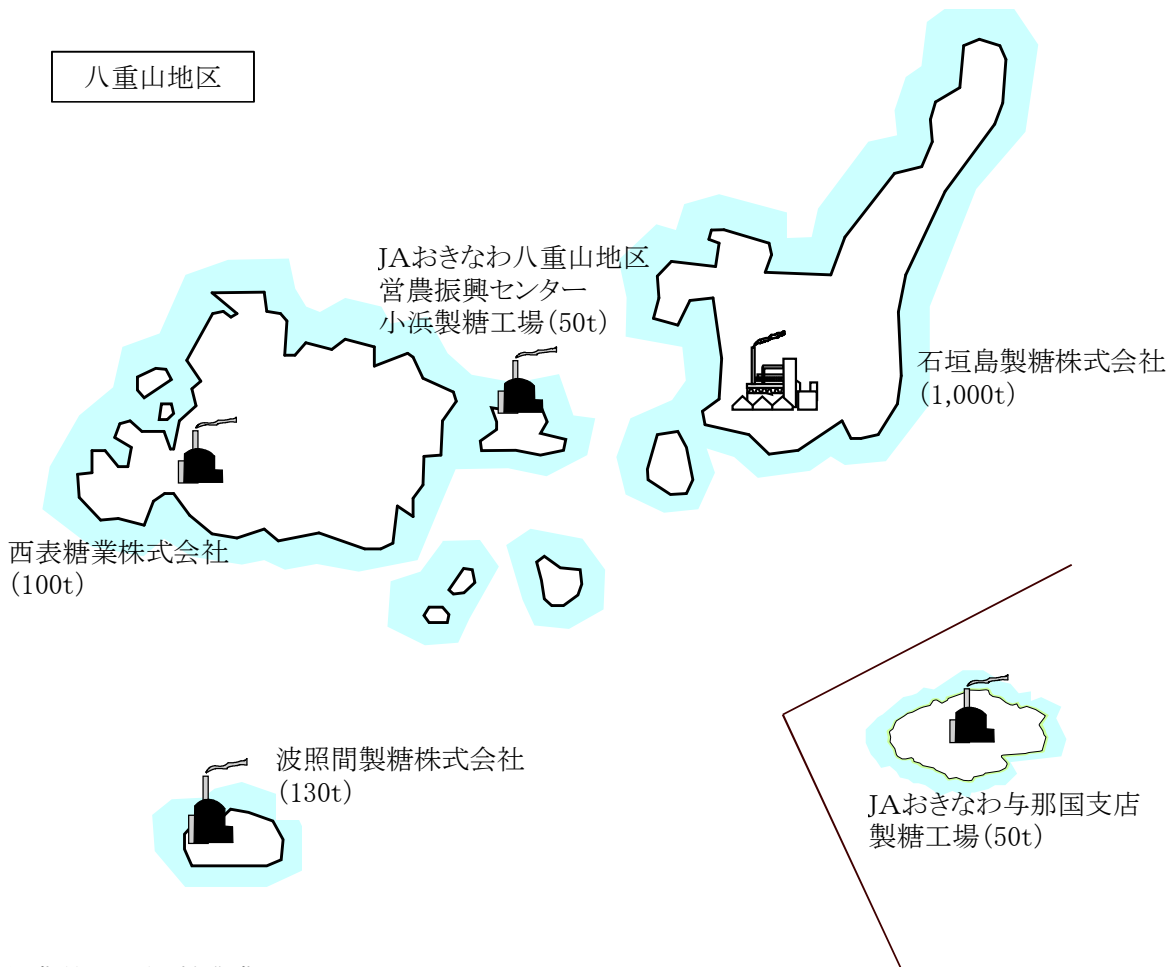 八重山地区
JAおきなわ八重山地区
営農振興センター
小浜製糖工場(50t)
石垣島製糖株式会社
(1,000t)
西表糖業株式会社
(100t)
波照間製糖株式会社
(130t)
JAおきなわ与那国支店
製糖工場(50t)